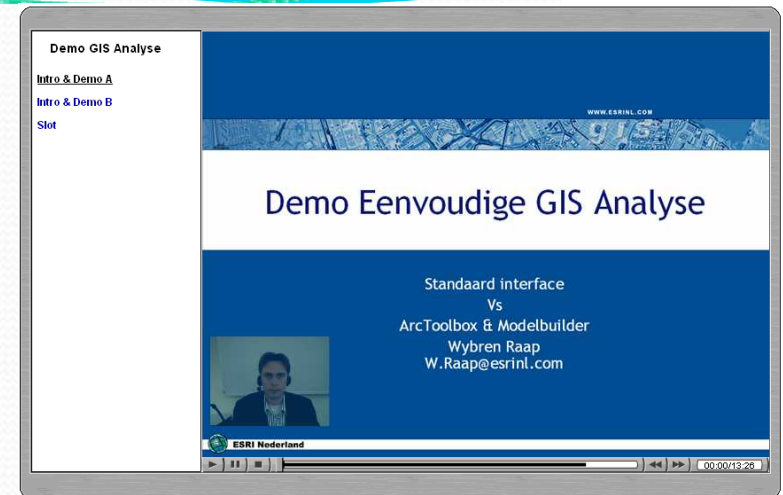 Demo GIS Analyse
Intro & Demo A
Intro & Demo B
Slot
WWW.ESRINL.COM
gis
Demo Eenvoudige GIS Analyse
Standaard interface
Vs
ArcToolbox & Modelbuilder
Wybren Raap
W.Raap@esrinl.com
ESRI Nederland
00:00/13:26